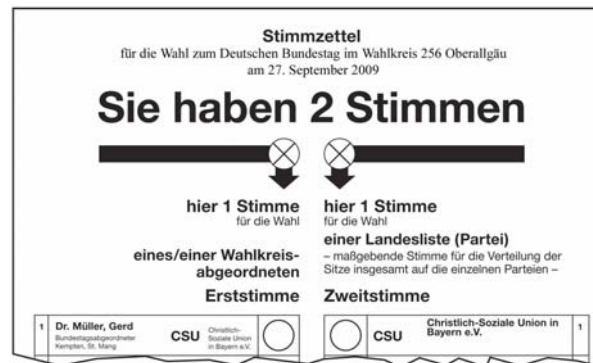 Stimmzettel
für die Wahl zum Deutschen Bundestag im Wahlkreis 256 Oberallgäu
am 27. September 2009
Sie haben 2 Stimmen
hier 1 Stimme
für die Wahl
eines/einer Wahlkreis-
abgeordneten
Erststimme
hier 1 Stimme
für die Wahl
einer Landesliste (Partei)
– maßgebende Stimme für die Verteilung der
Sitze insgesamt auf die einzelnen Parteien –
Zweitstimme
1
Dr. Müller, Gerd
Bundestagsabgeordneter
Kempten, St. Mang
CSU
Christlich-
Soziale Union
in Bayern e.V.
CSU
Christlich-Soziale Union in
Bayern e.V.
1